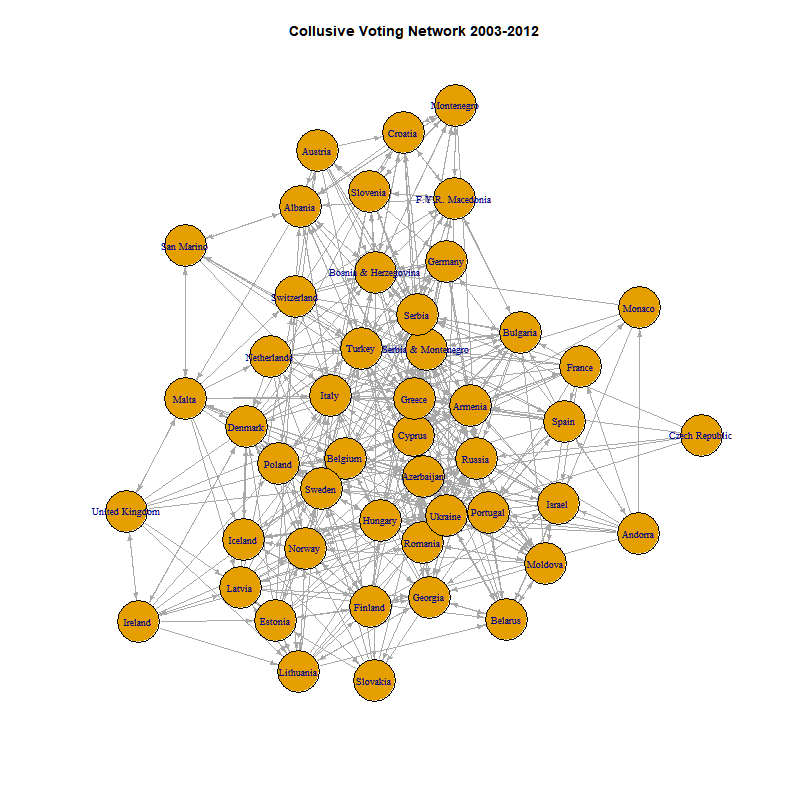 Collusive Voting Network 2003-2012
Montenegro
Croatia
Austria
Slovenia
F.Y.R. Macedonia
Albania
San Marino
Germany
Bosnia & Herzegovina
Switzerland
Monaco
Serbia
Bulgaria
Turkey
Serbia & Montenegro
Netherlands
France
Italy
Malta
Greece
Armenia
Spain
Denmark
Cyprus
Czech Republic
Belgium
Russia
Poland
Azerbaijan
Sweden
Israel
United Kingdom
Portugal
Ukraine
Hungary
Andorra
Iceland
Romania
Norway
Moldova
Latvia
Georgia
Finland
Belarus
Estonia
Ireland
Lithuania
Slovakia